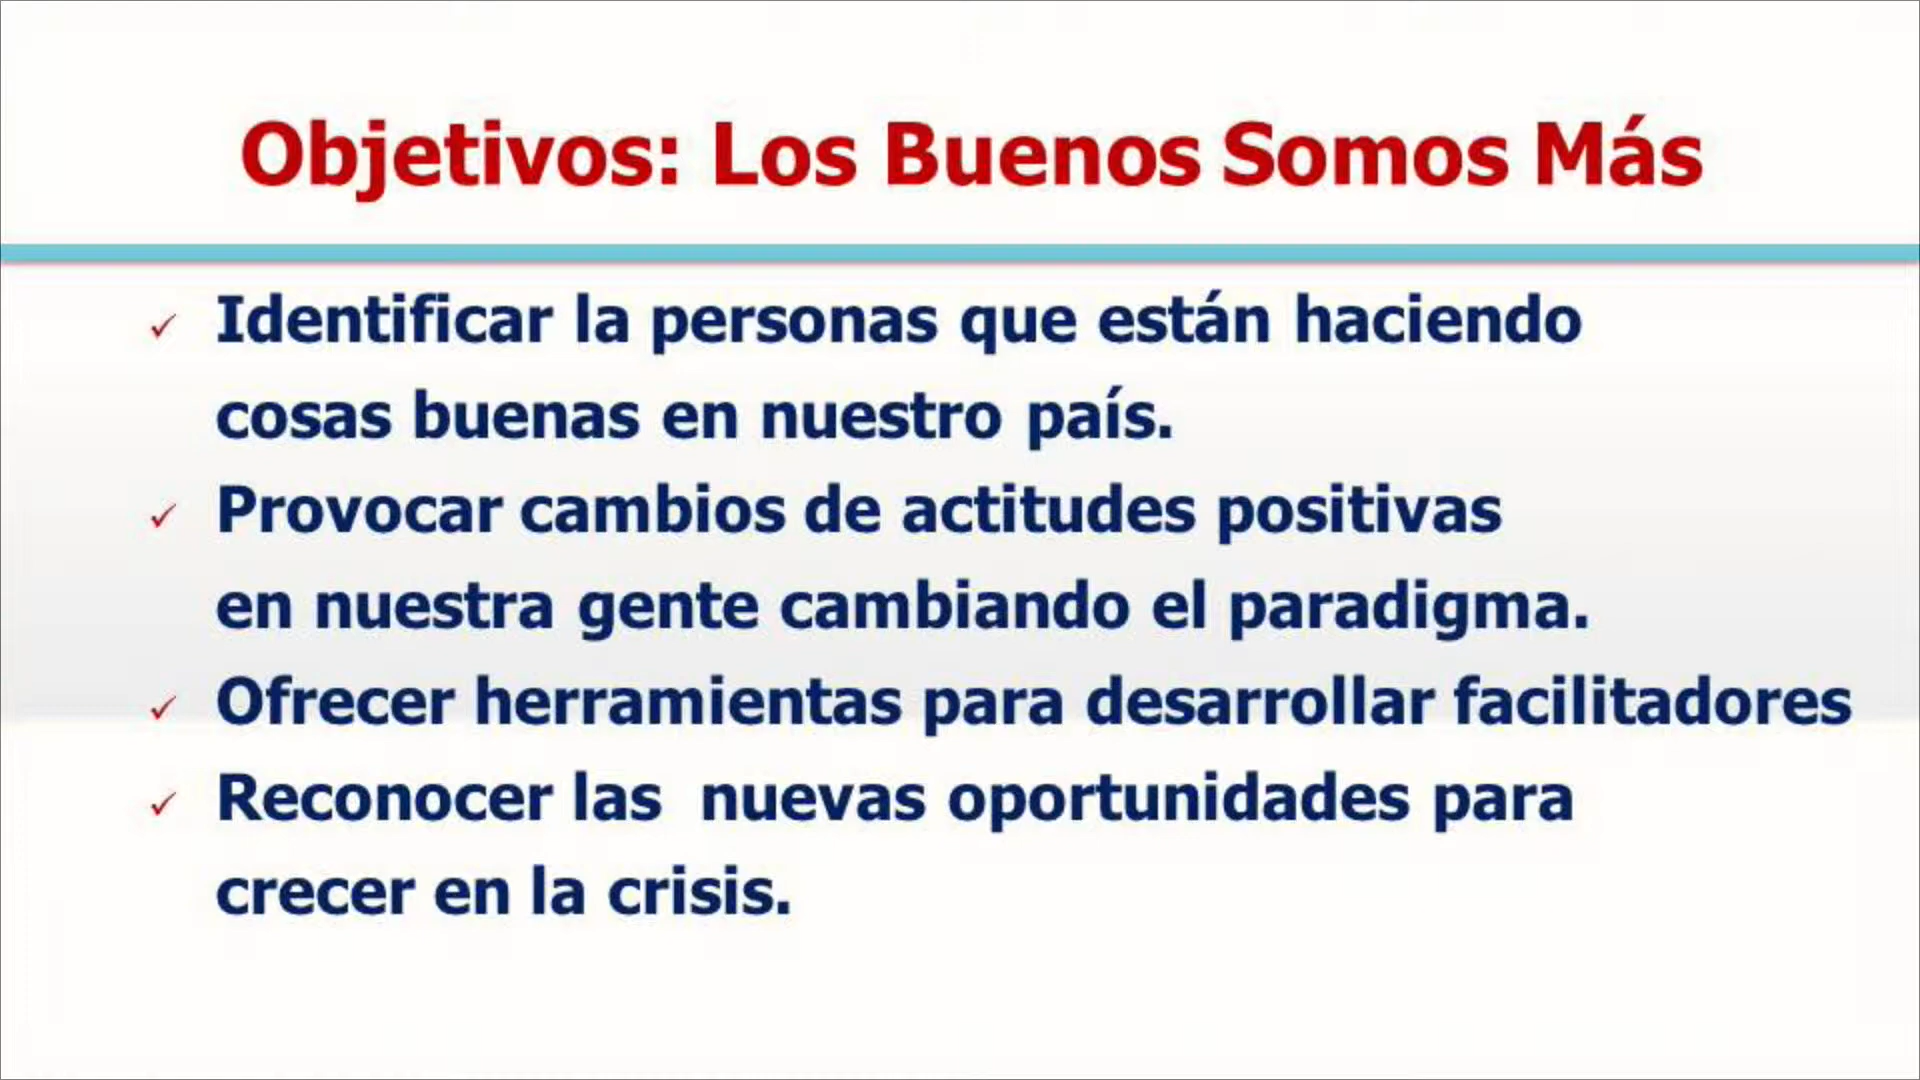 Objetivos: Los Buenos Somos Más
✓ Identificar la personas que están haciendo
cosas buenas en nuestro país.
✓ Provocar cambios de actitudes positivas
en nuestra gente cambiando el paradigma.
✓ Ofrecer herramientas para desarrollar facilitadores
✓ Reconocer las  nuevas oportunidades para
crecer en la crisis.